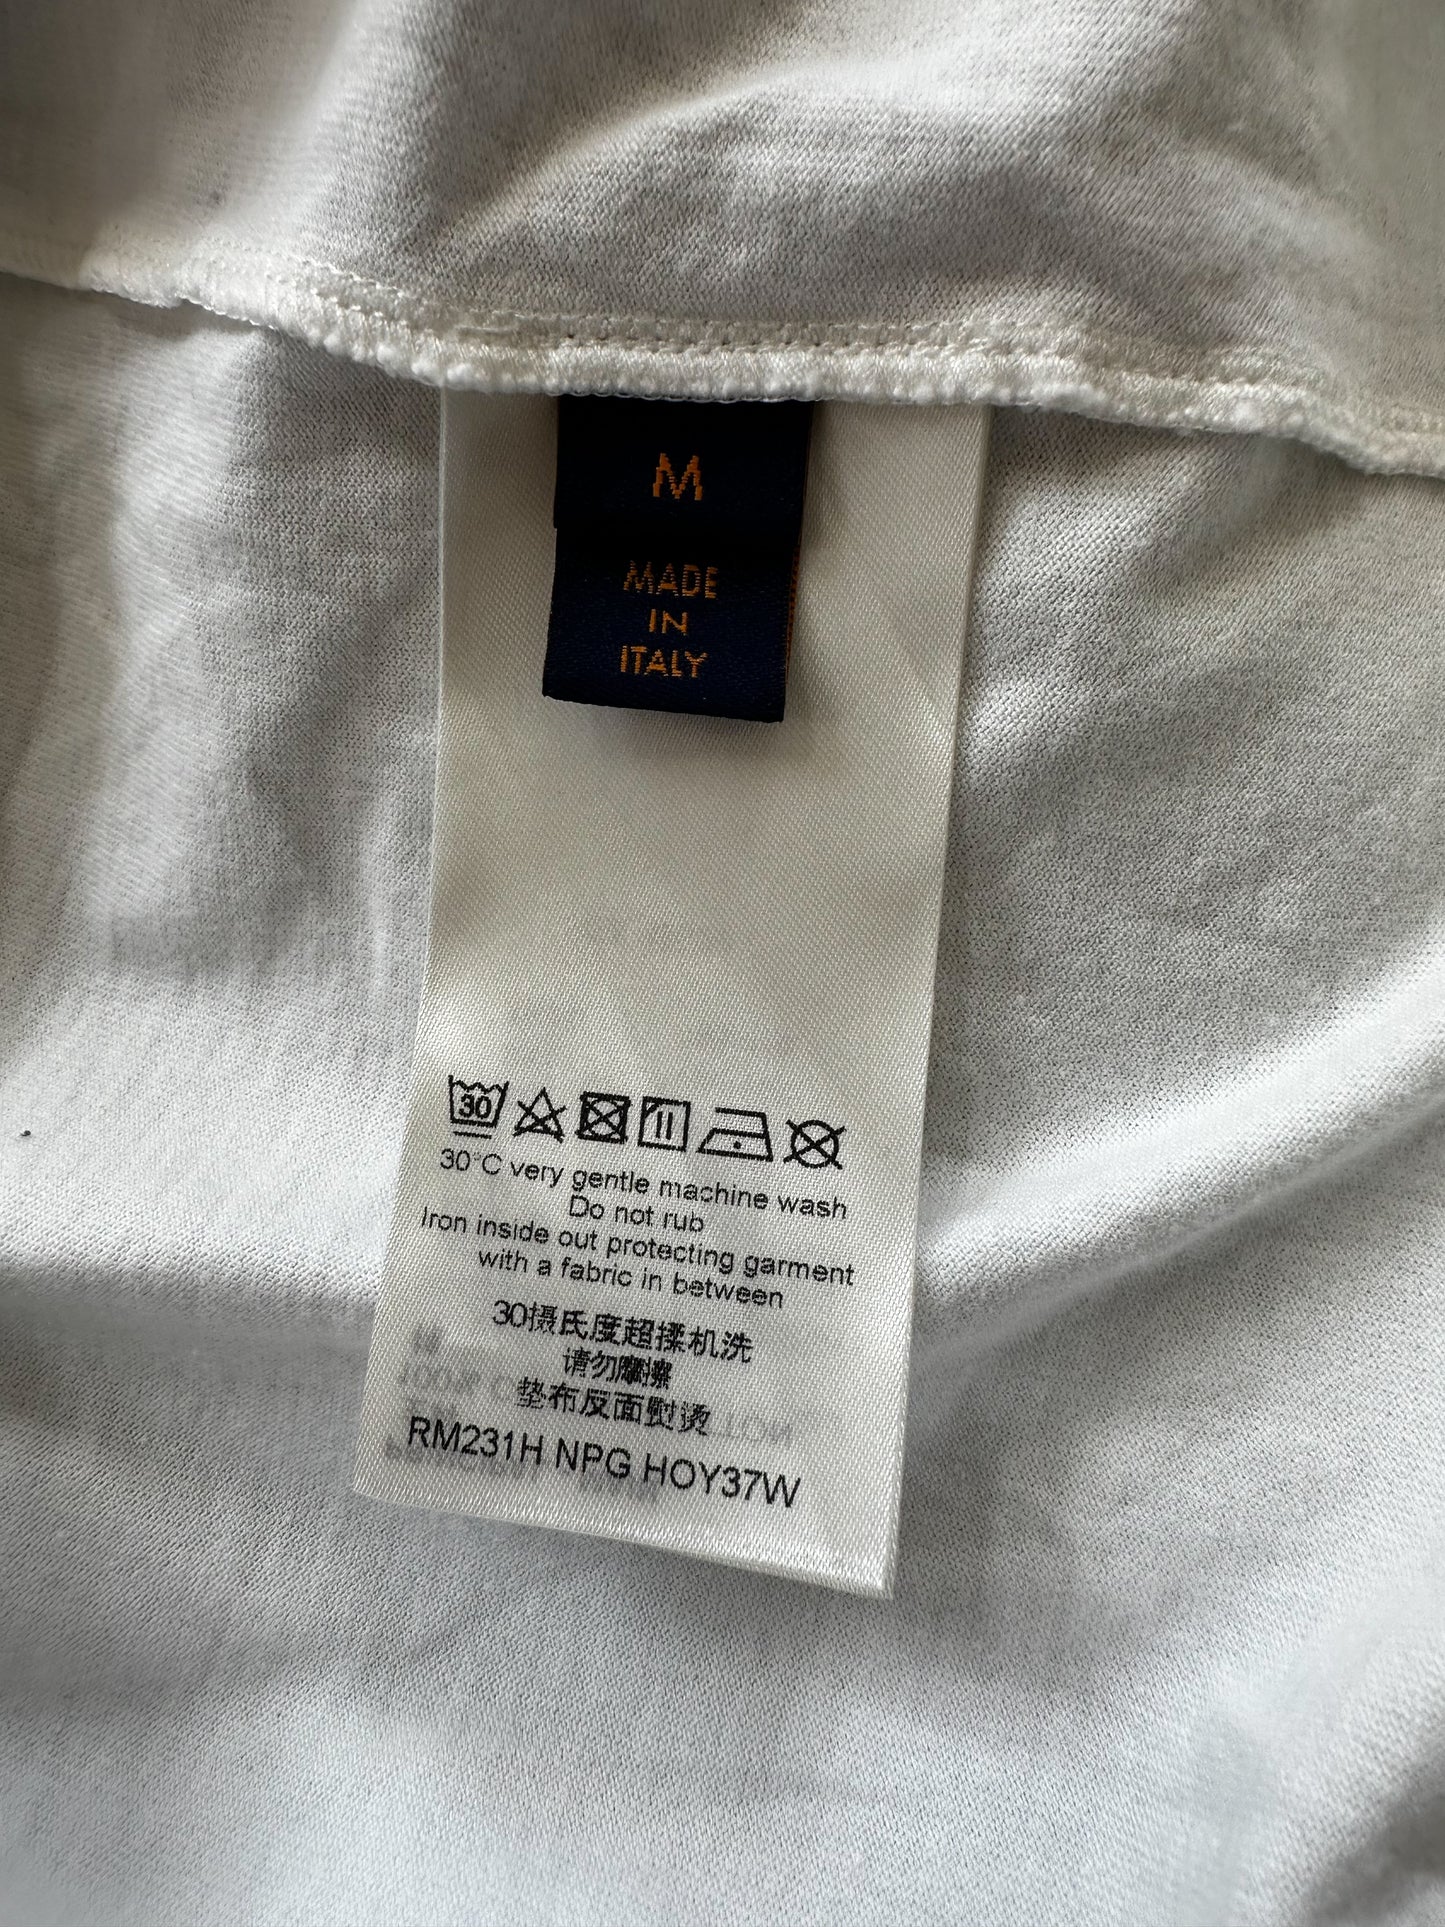 M
MADE
IN
ITALY
30
30°C very gentle machine wash
Do not rub
Iron inside out protecting garment
with a fabric in between
30摄氏度超揉机洗
请勿摩擦
垫布反面熨烫
RM231H NPG HOY37W